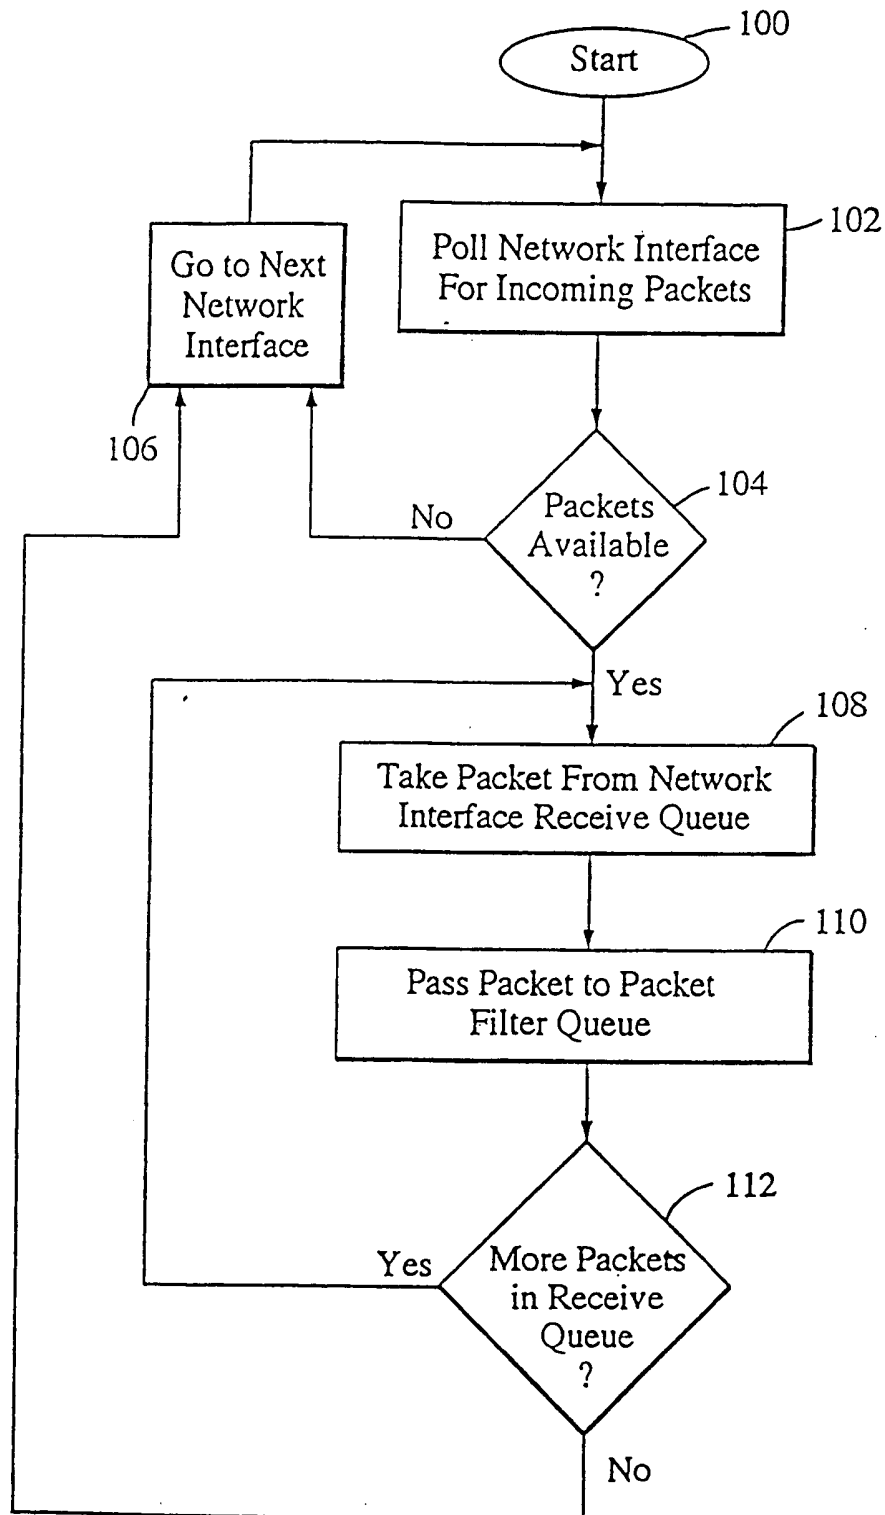 100
Start
102
Poll Network Interface
For Incoming Packets
Go to Next
Network
Interface
106
104
Packets
Available
?
No
Yes
108
Take Packet From Network
Interface Receive Queue
110
Pass Packet to Packet
Filter Queue
112
More Packets
in Receive
Queue
?
Yes
No